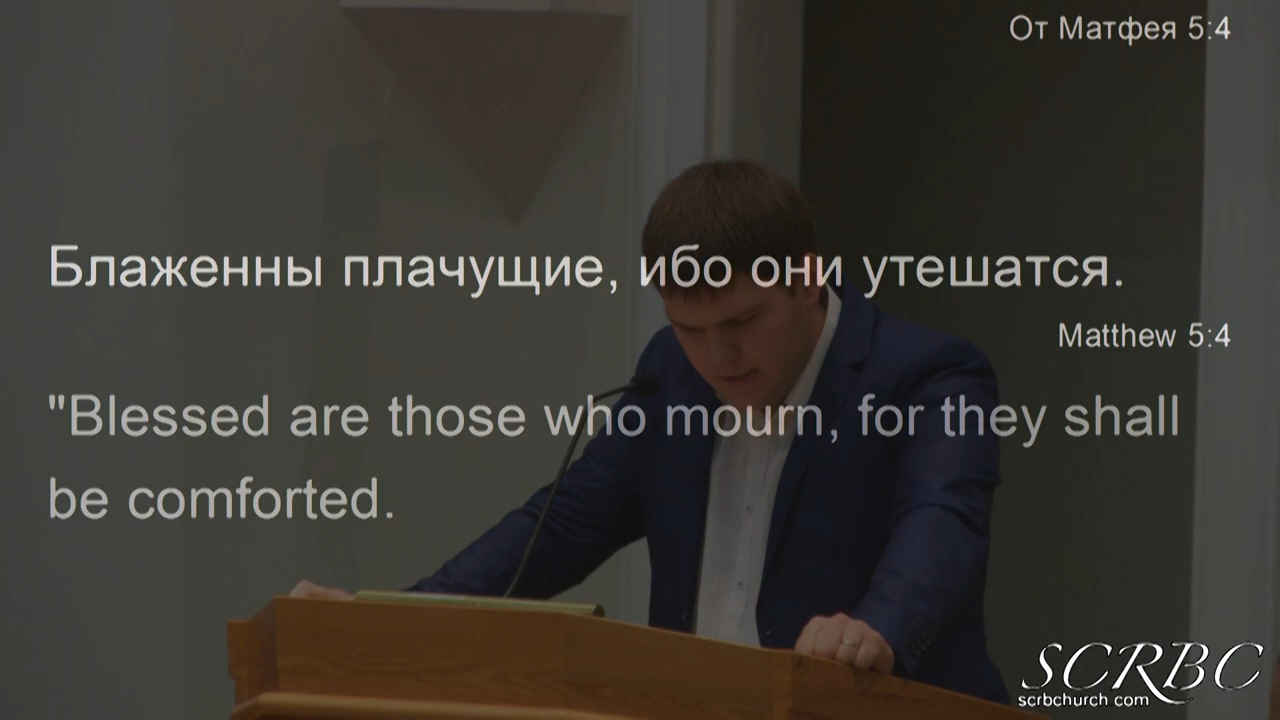 От Матфея 5:4
Блаженны плачущие, ибо они утешатся.
Matthew 5:4
"Blessed are those who mourn, for they shall
be comforted.
SCRBC
scrbchurch com